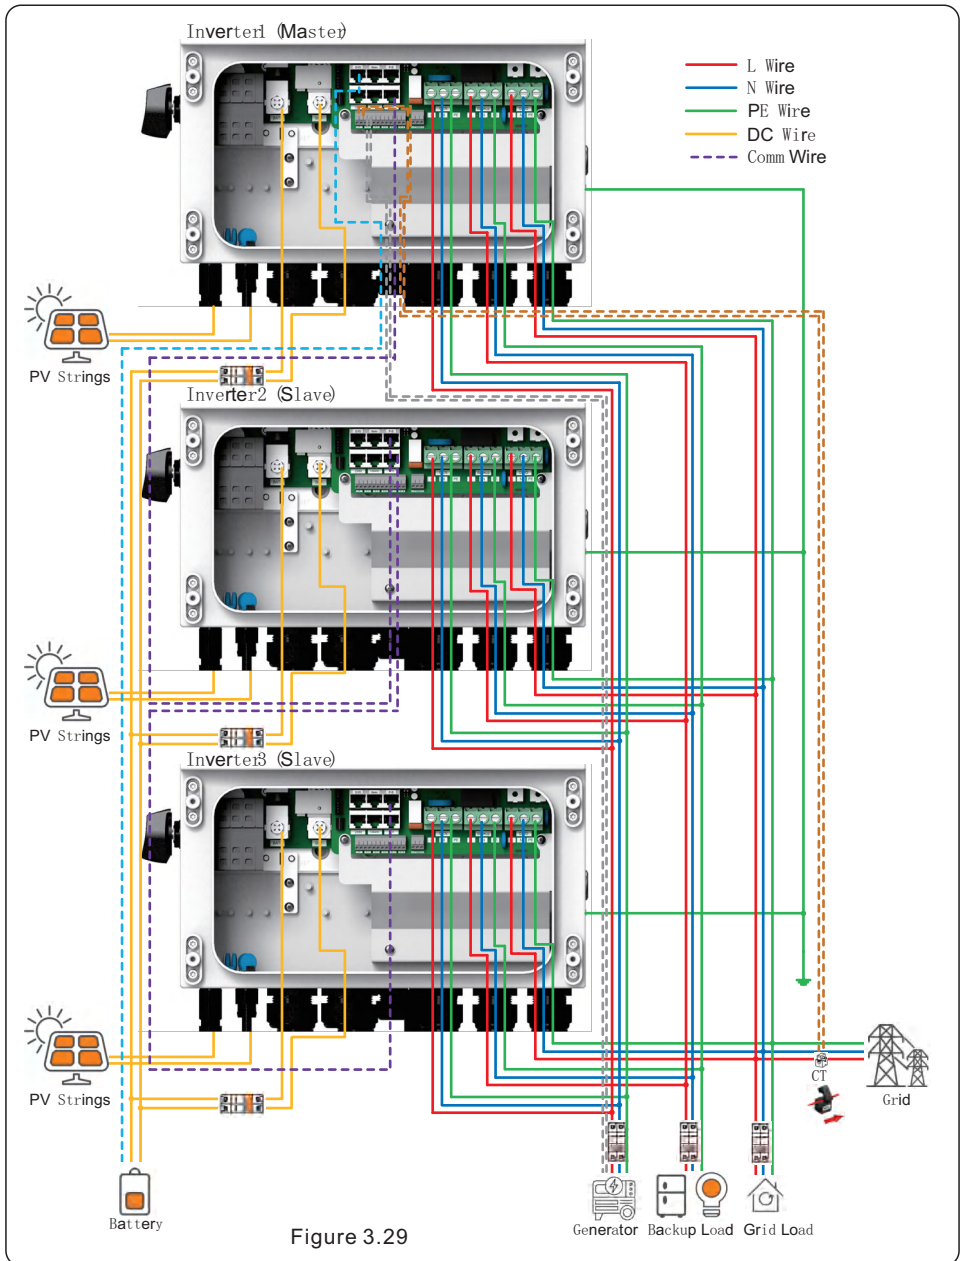 Inverter1 (Master)
L Wire
N Wire
PE Wire
DC Wire
Comm Wire
PV Strings
Inverter2 (Slave)
PV Strings
Inverter3 (Slave)
PV Strings
CT
Grid
Battery
Generator
Backup Load
Grid Load
Figure 3.29